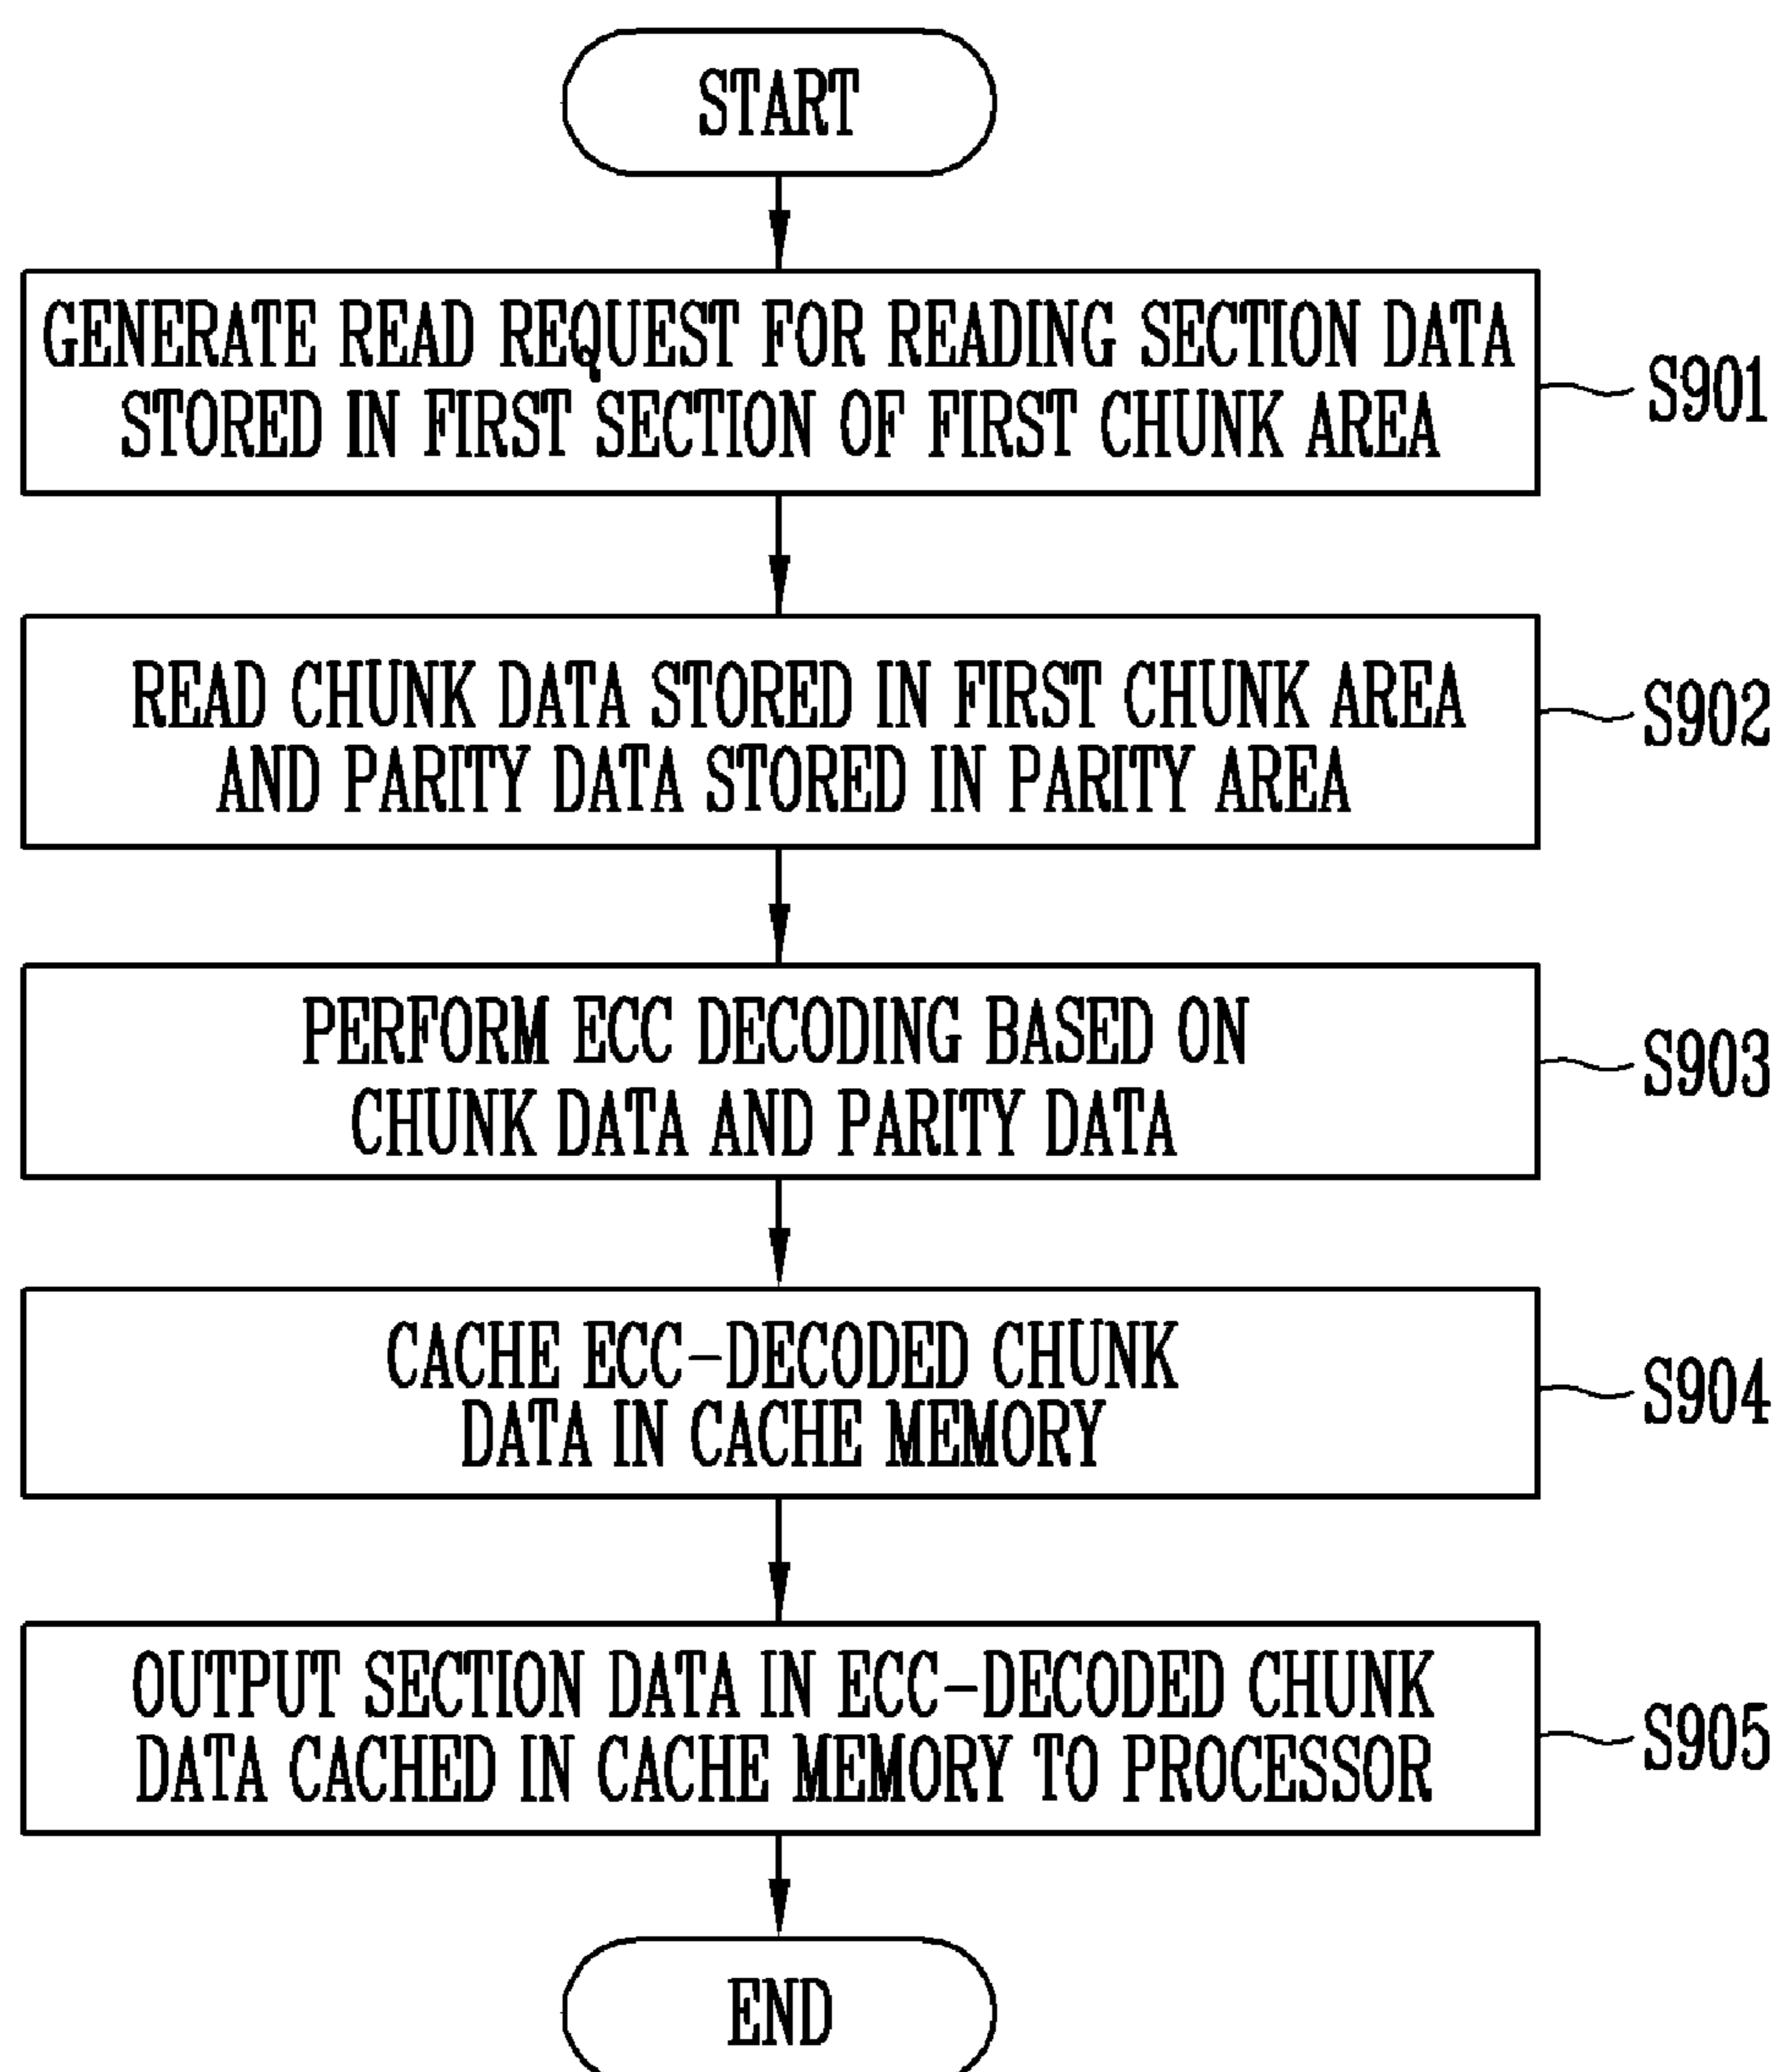 START
GENERATE READ REQUEST FOR READING SECTION DATA
STORED IN FIRST SECTION OF FIRST CHUNK AREA
S901
READ CHUNK DATA STORED IN FIRST CHUNK AREA
AND PARITY DATA STORED IN PARITY AREA
S902
PERFORM ECC DECODING BASED ON
CHUNK DATA AND PARITY DATA
S903
CACHE ECC-DECODED CHUNK
DATA IN CACHE MEMORY
S904
OUTPUT SECTION DATA IN ECC-DECODED CHUNK
DATA CACHED IN CACHE MEMORY TO PROCESSOR
S905
END